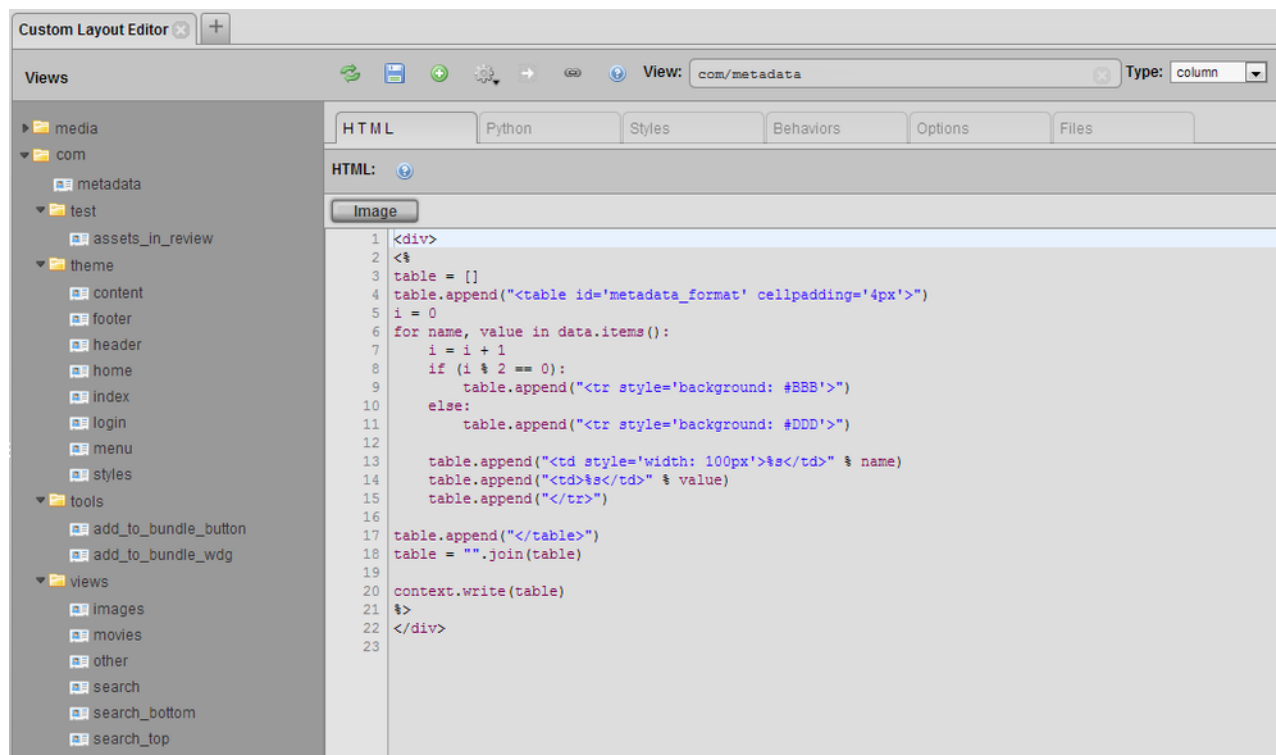 Custom Layout Editor
Views
View: com/metadata Type: column
media
com
metadata
test
assets_in_review
theme
content
footer
header
home
index
login
menu
styles
tools
add_to_bundle_button
add_to_bundle_wdg
views
images
movies
other
search
search_bottom
search_top
HTML Python Styles Behaviors Options Files
HTML:
Image
1 <div>
2 <%
3 table = []
4 table.append("<table id='metadata_format' cellpadding='4px'>")
5 i = 0
6 for name, value in data.items():
7     i = i + 1
8     if (i % 2 == 0):
9         table.append("<tr style='background: #BBB'>")
10     else:
11         table.append("<tr style='background: #DDD'>")
12
13     table.append("<td style='width: 100px'>%s</td>" % name)
14     table.append("<td>%s</td>" % value)
15     table.append("</tr>")
16
17 table.append("</table>")
18 table = "".join(table)
19
20 context.write(table)
21 %>
22 </div>
23